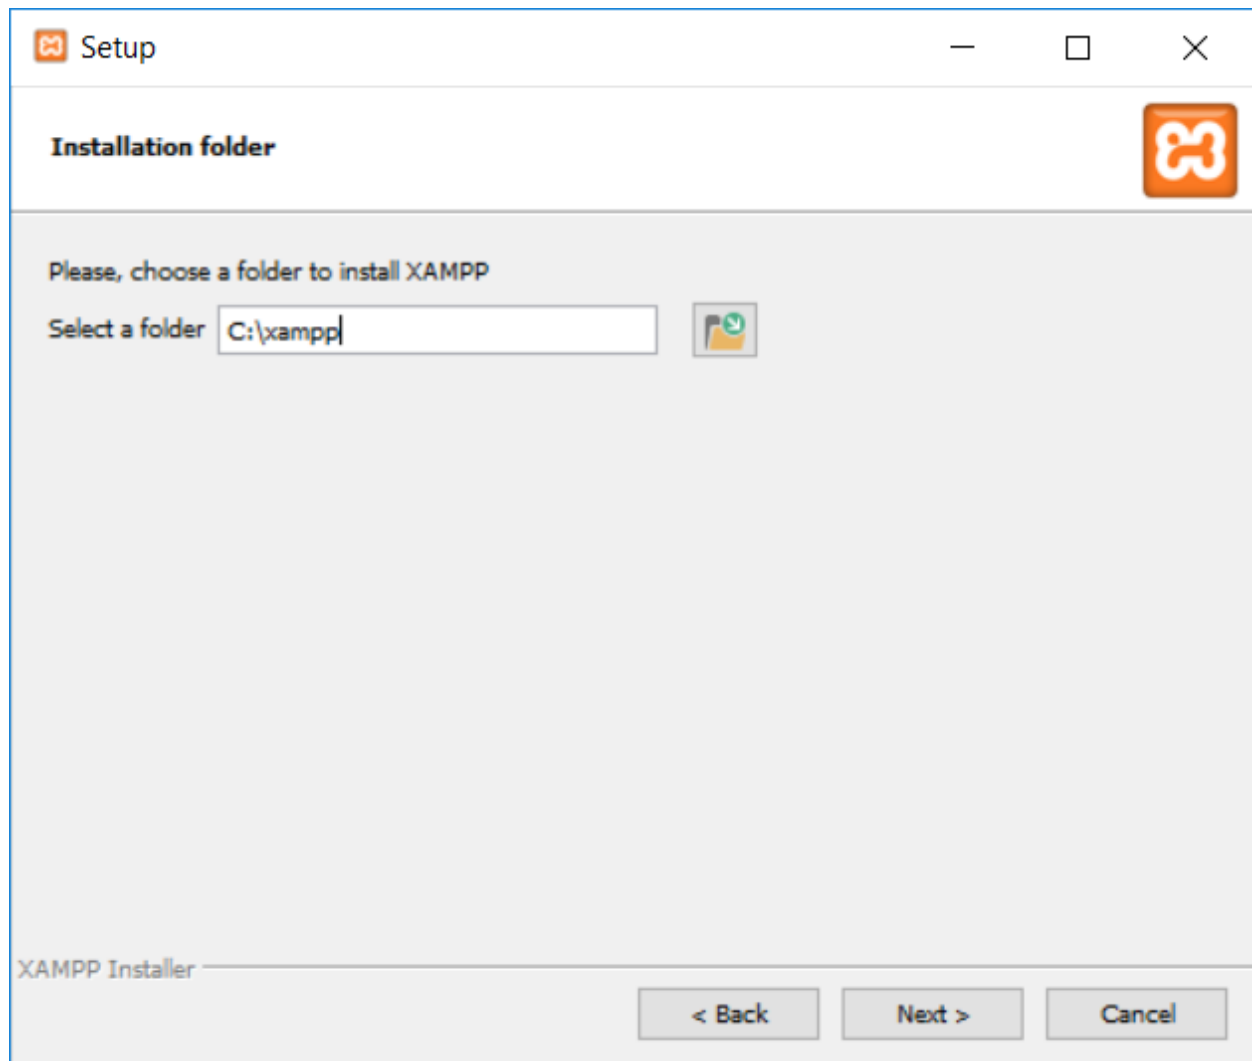 Setup
Installation folder
Please, choose a folder to install XAMPP
Select a folder C:\xampp
XAMPP Installer
< Back Next > Cancel